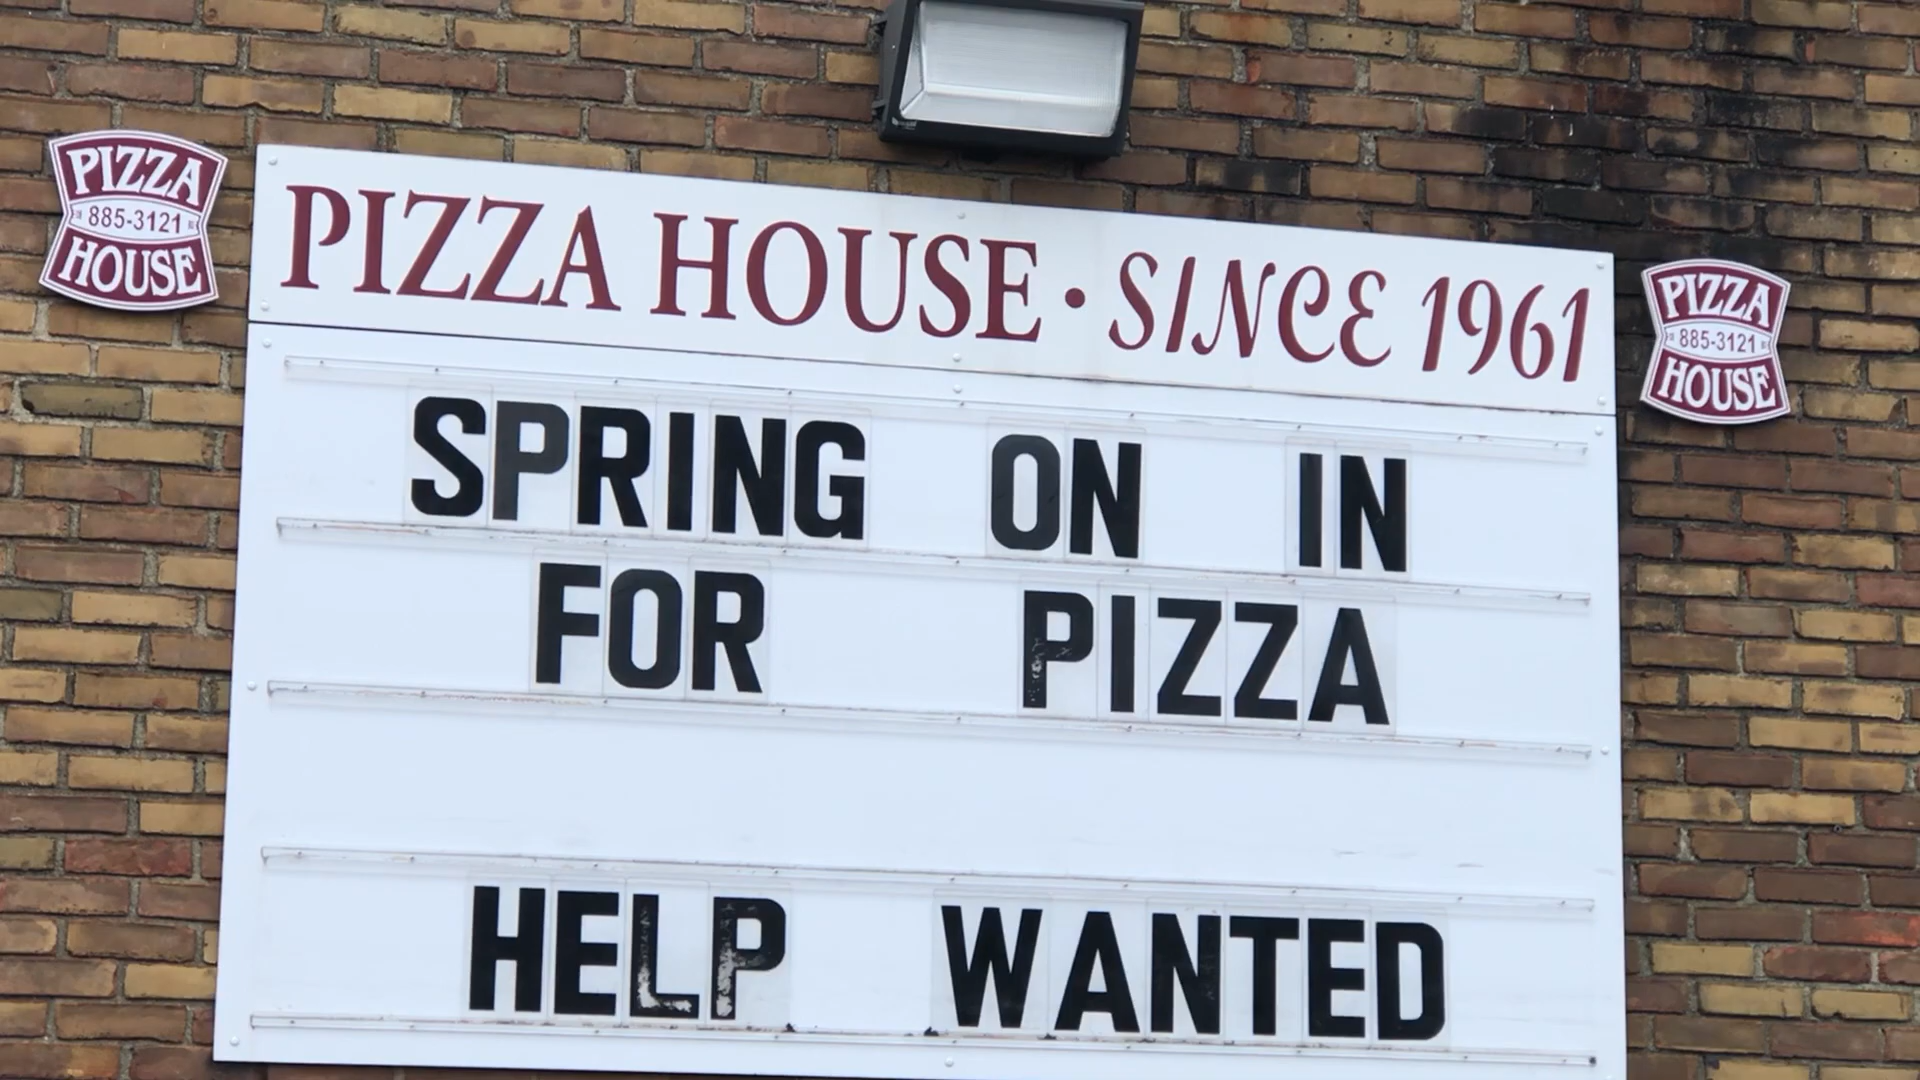 PIZZA
885-3121
HOUSE
PIZZA HOUSE · SINCE 1961
PIZZA
885-3121
HOUSE
SPRING ON IN
FOR PIZZA
HELP WANTED